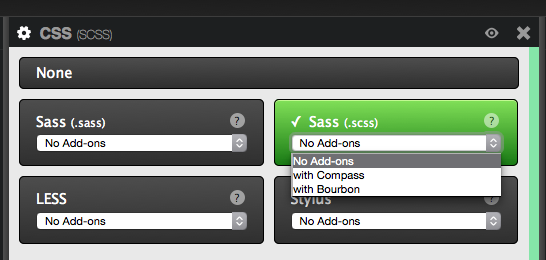 CSS (SCSS)
None
Sass (.sass)
?
No Add-ons
✓ Sass (.scss)
?
No Add-ons
No Add-ons
with Compass
with Bourbon
LESS
?
No Add-ons
Stylus
?
No Add-ons